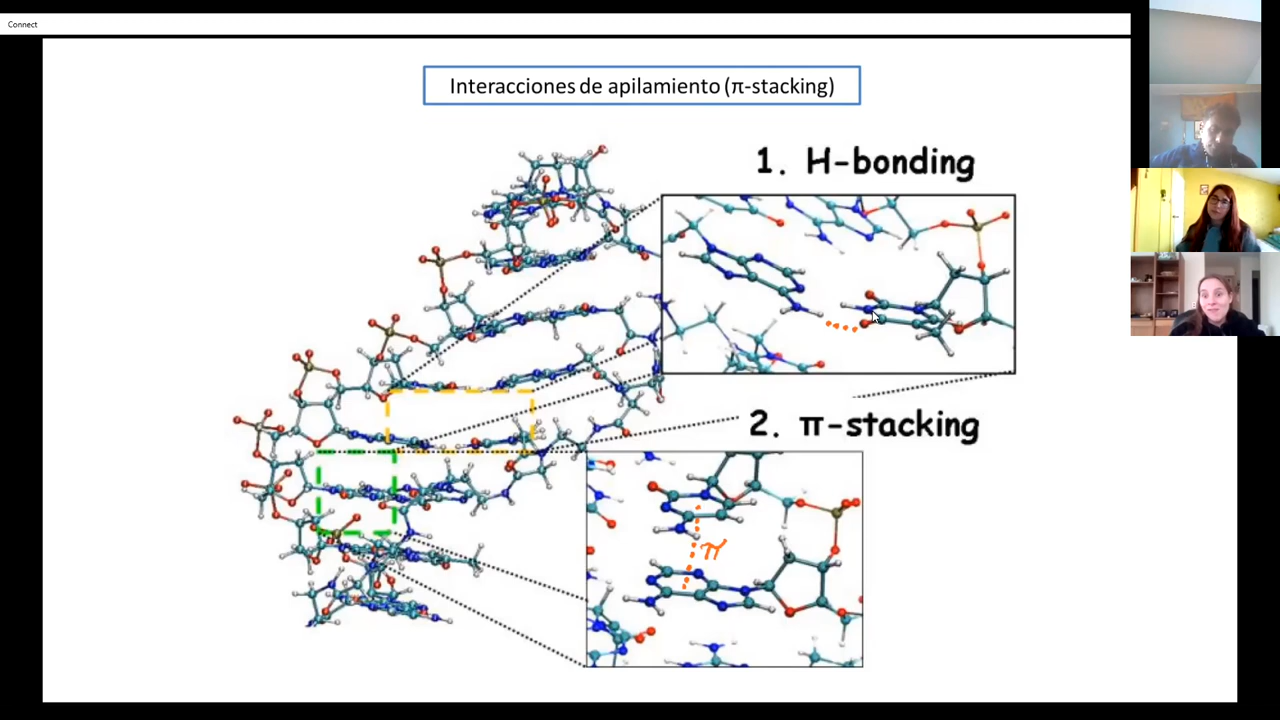 Connect
Interacciones de apilamiento (π-stacking)
1. H-bonding
2. π-stacking
π